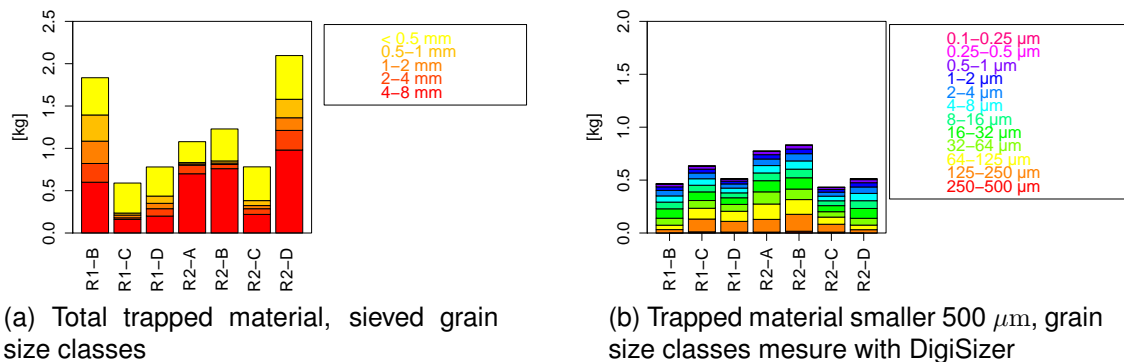 2.5
2.0
1.5
1.0
0.5
0.0
[kg]
R1–B
R1–C
R1–D
R2–A
R2–B
R2–C
R2–D
< 0.5 mm
0.5–1 mm
1–2 mm
2–4 mm
4–8 mm
(a) Total trapped material, sieved grain
size classes
2.0
1.5
1.0
0.5
0.0
[kg]
R1–B
R1–C
R1–D
R2–A
R2–B
R2–C
R2–D
0.1–0.25 µm
0.25–0.5 µm
0.5–1 µm
1–2 µm
2–4 µm
4–8 µm
8–16 µm
16–32 µm
32–64 µm
64–125 µm
125–250 µm
250–500 µm
(b) Trapped material smaller 500 µm, grain
size classes mesure with DigiSizer